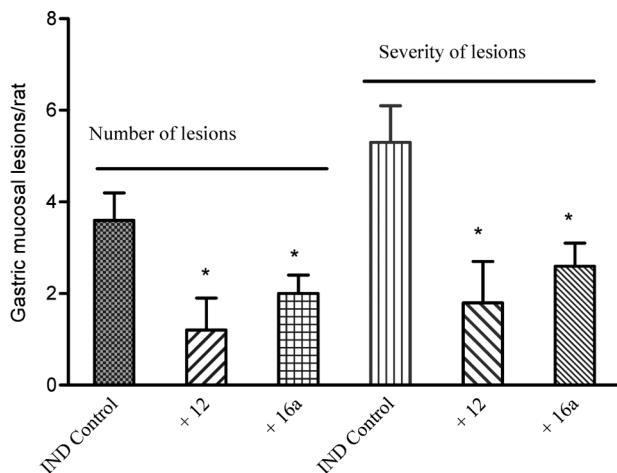 Gastric mucosal lesions/rat
8
6
4
2
0
Number of lesions
Severity of lesions
*
*
*
*
IND Control
+ 12
+ 16a
IND Control
+ 12
+ 16a